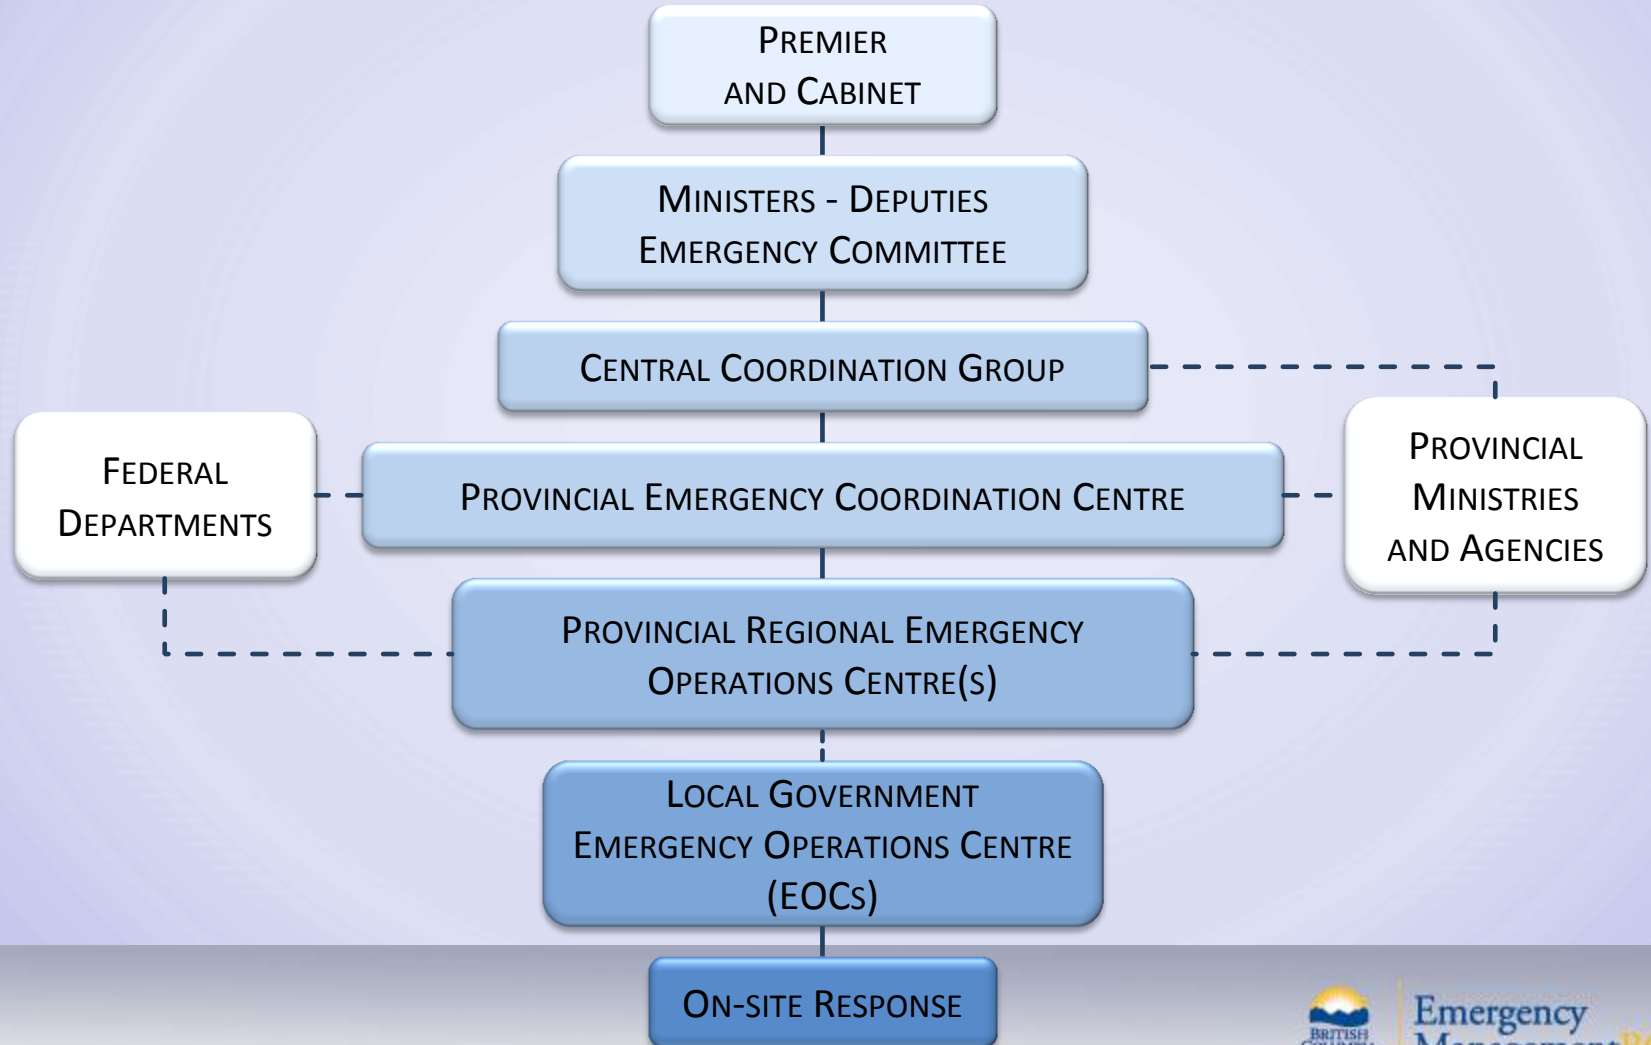 Premier
and Cabinet
Ministers - Deputies
Emergency Committee
Central Coordination Group
Federal
Departments
Provincial Emergency Coordination Centre
Provincial
Ministries
and Agencies
Provincial Regional Emergency
Operations Centre(s)
Local Government
Emergency Operations Centre
(EOCs)
On-site Response
British
Emergency